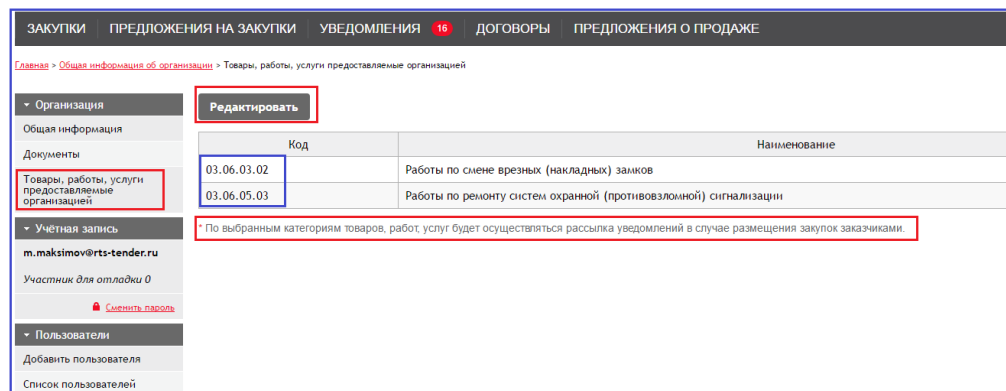 ЗАКУПКИ ПРЕДЛОЖЕНИЯ НА ЗАКУПКИ УВЕДОМЛЕНИЯ 16 ДОГОВОРЫ ПРЕДЛОЖЕНИЯ О ПРОДАЖЕ
Главная > Общая информация об организации > Товары, работы, услуги предоставляемые организацией
Организация
Общая информация
Документы
Товары, работы, услуги
предоставляемые
организацией
Учётная запись
m.maksimov@rts-tender.ru
Участник для отладки 0
Сменить пароль
Пользователи
Добавить пользователя
Список пользователей
Редактировать
Код Наименование
03.06.03.02 Работы по смене врезных (накладных) замков
03.06.05.03 Работы по ремонту систем охранной (противовзломной) сигнализации
* По выбранным категориям товаров, работ, услуг будет осуществляться рассылка уведомлений в случае размещения закупок заказчиками.